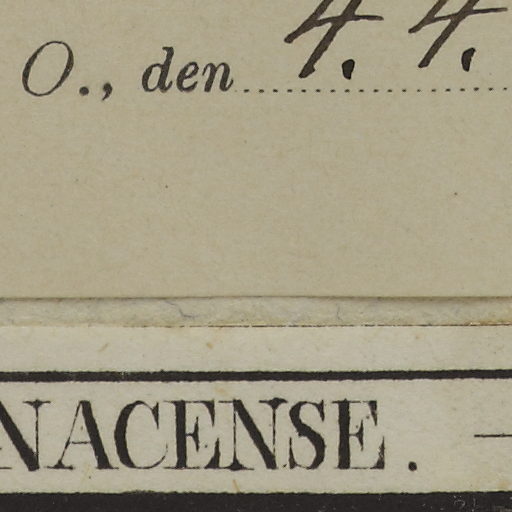 O., den 4. 4.
NACENSE. —